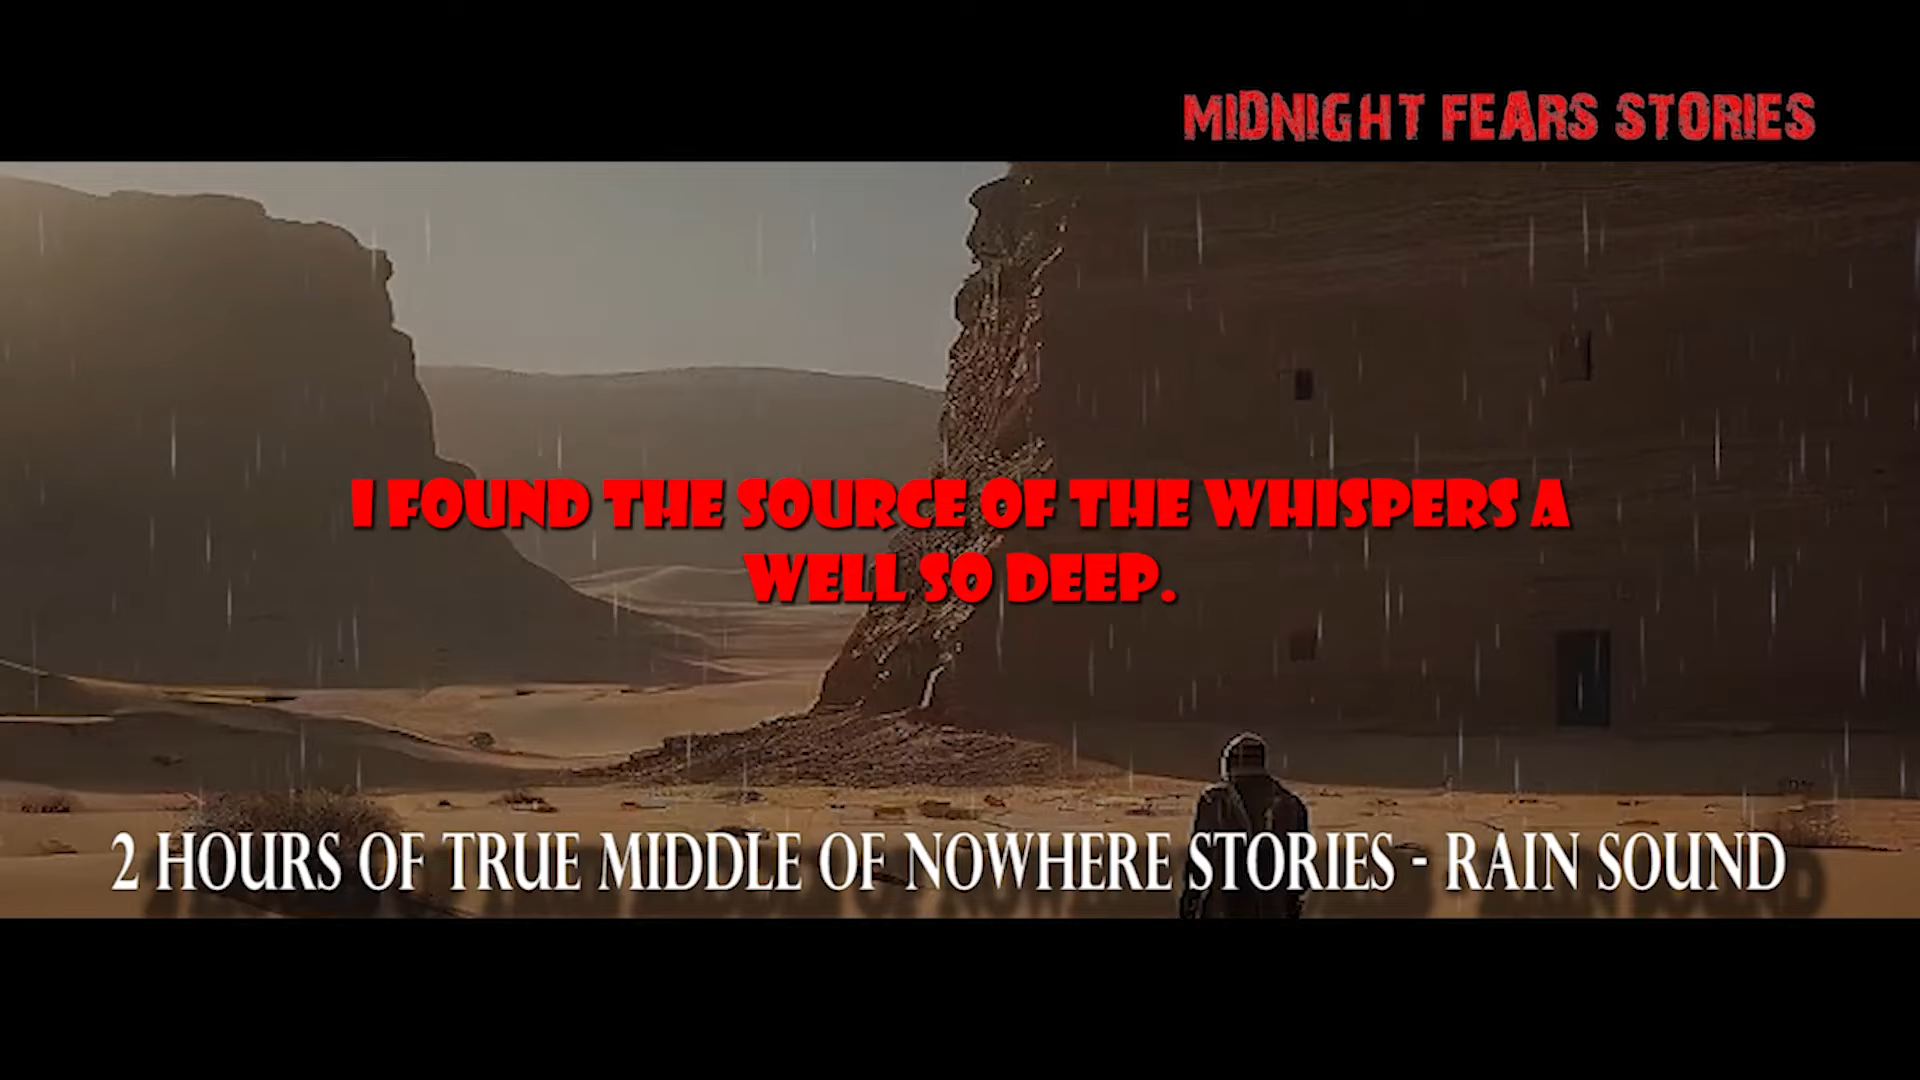 MIDNIGHT FEARS STORIES
I FOUND THE SOURCE OF THE WHISPERS A
WELL SO DEEP.
2 HOURS OF TRUE MIDDLE OF NOWHERE STORIES - RAIN SOUND